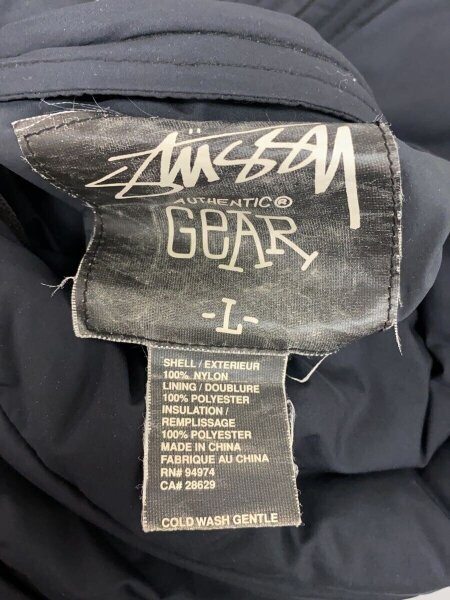 STÜSSY
AUTHENTIC®
GEAR
-L-
SHELL / EXTERIEUR
100% NYLON
LINING / DOUBLURE
100% POLYESTER
INSULATION /
REMPLISSAGE
100% POLYESTER
MADE IN CHINA
FABRIQUE AU CHINA
RN# 94974
CA# 28629
COLD WASH GENTLE